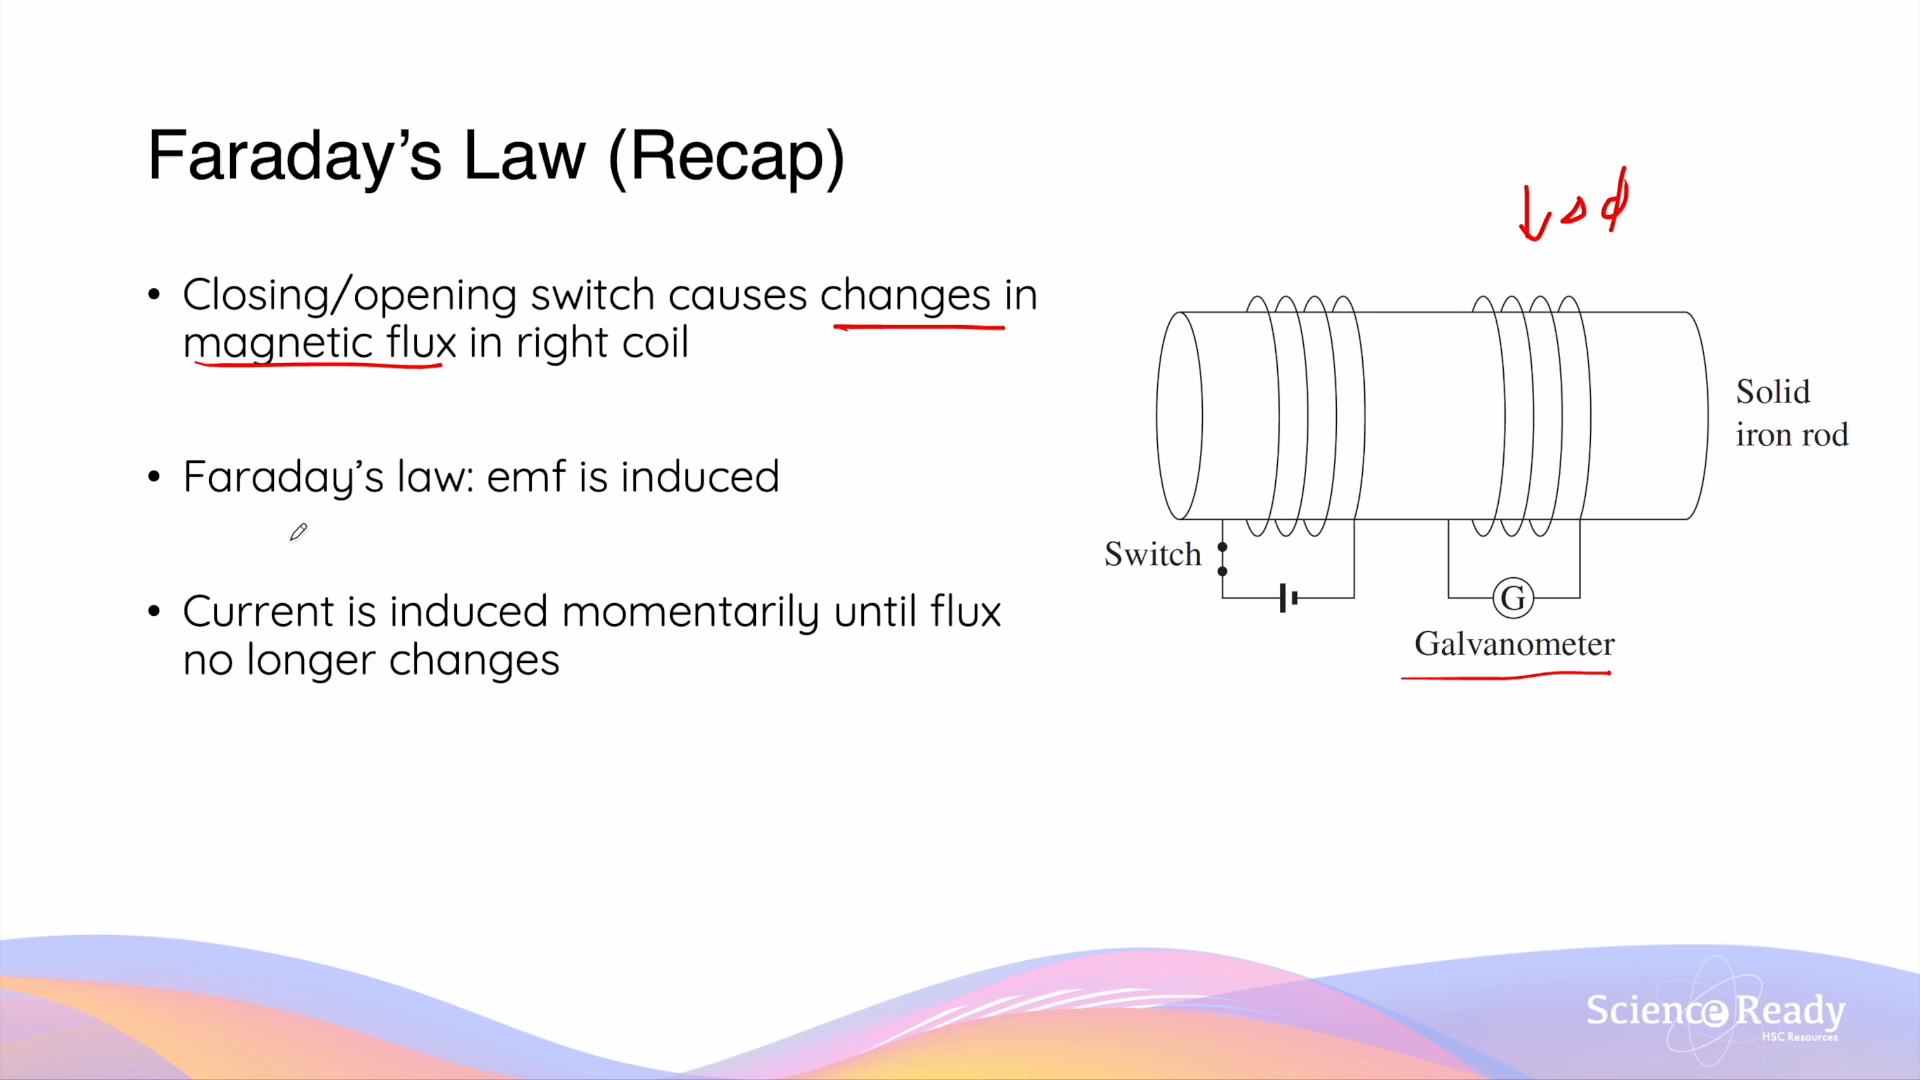 Faraday’s Law (Recap)
↓ Δ ϕ
• Closing/opening switch causes changes in
magnetic flux in right coil
• Faraday’s law: emf is induced
• Current is induced momentarily until flux
no longer changes
Solid
iron rod
Switch
G
Galvanometer
Science Ready
HSC Resources